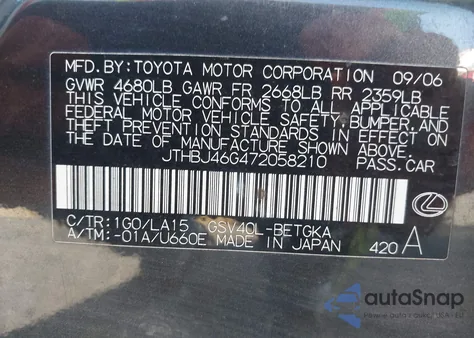 MFD.BY: TOYOTA MOTOR CORPORATION 09/06
GVWR 4680LB GAWR FR 2668LB RR 2359LB
THIS VEHICLE CONFORMS TO ALL APPLICABLE
FEDERAL MOTOR VEHICLE SAFETY, BUMPER, AND
THEFT PREVENTION STANDARDS IN EFFECT ON
THE DATE OF MANUFACTURE SHOWN ABOVE.
JTHBJ46G472058210 PASS.CAR
C/TR:1G0/LA15 GSV40L-BETGKA
A/TM:-01A/U660E MADE IN JAPAN 420 A
autoSnap